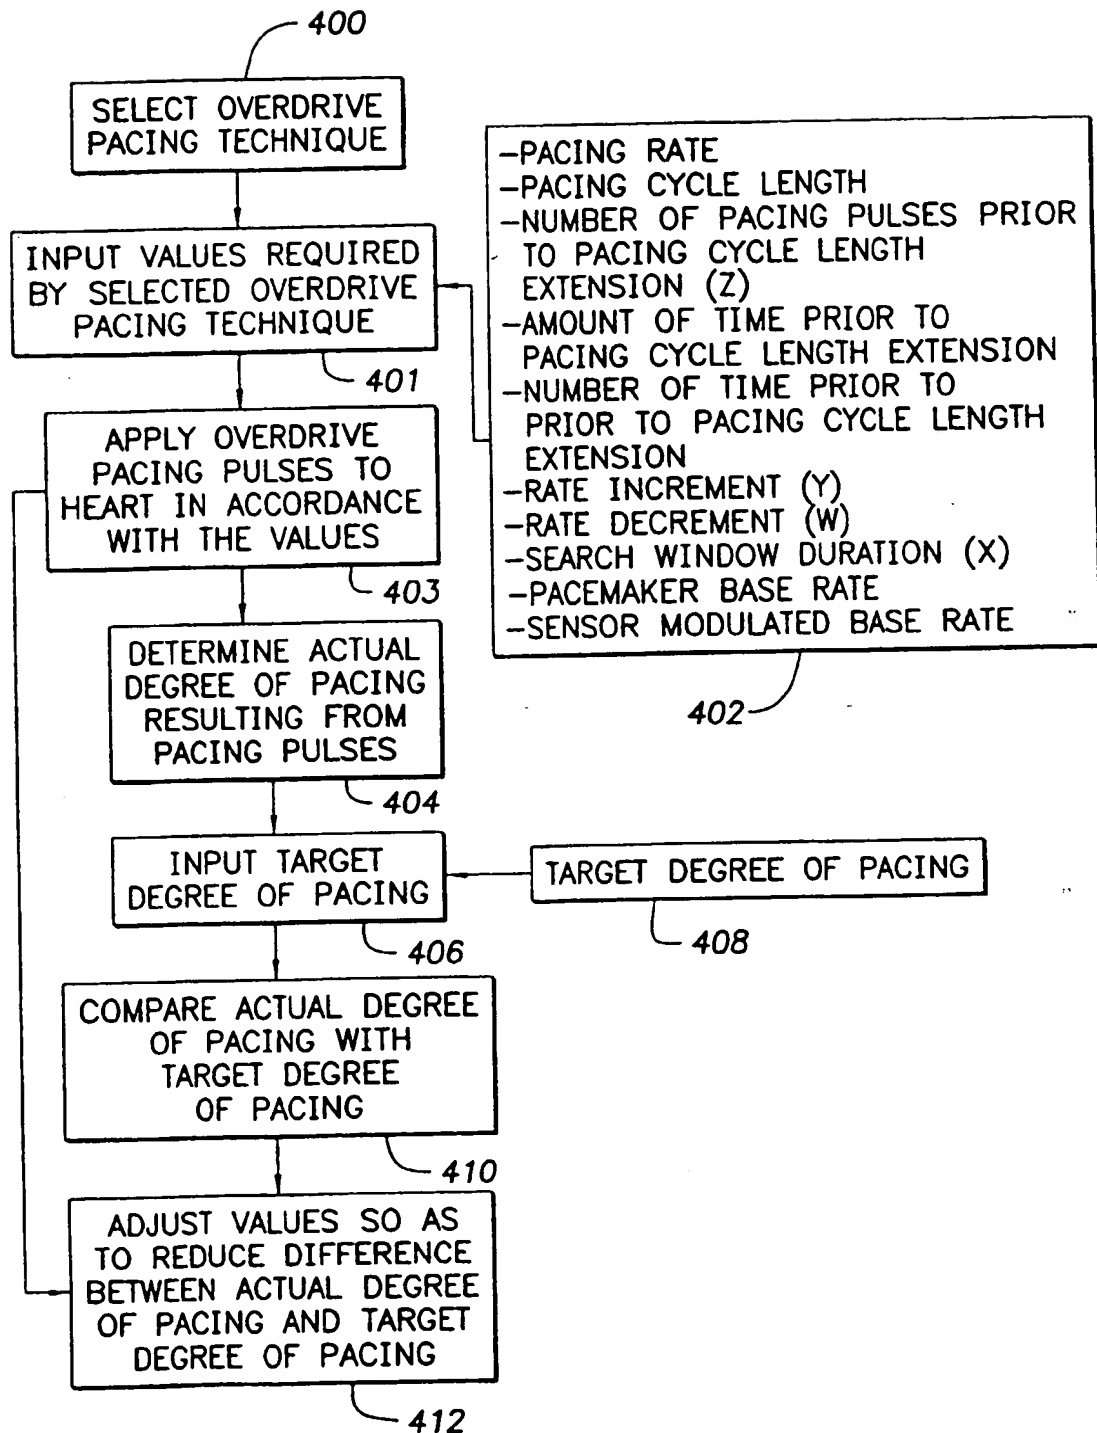 400
SELECT OVERDRIVE
PACING TECHNIQUE
INPUT VALUES REQUIRED
BY SELECTED OVERDRIVE
PACING TECHNIQUE
401
-PACING RATE
-PACING CYCLE LENGTH
-NUMBER OF PACING PULSES PRIOR
TO PACING CYCLE LENGTH
EXTENSION (Z)
-AMOUNT OF TIME PRIOR TO
PACING CYCLE LENGTH EXTENSION
-NUMBER OF TIME PRIOR TO
PRIOR TO PACING CYCLE LENGTH
EXTENSION
-RATE INCREMENT (Y)
-RATE DECREMENT (W)
-SEARCH WINDOW DURATION (X)
-PACEMAKER BASE RATE
-SENSOR MODULATED BASE RATE
402
APPLY OVERDRIVE
PACING PULSES TO
HEART IN ACCORDANCE
WITH THE VALUES
403
DETERMINE ACTUAL
DEGREE OF PACING
RESULTING FROM
PACING PULSES
404
INPUT TARGET
DEGREE OF PACING
406
TARGET DEGREE OF PACING
408
COMPARE ACTUAL DEGREE
OF PACING WITH
TARGET DEGREE
OF PACING
410
ADJUST VALUES SO AS
TO REDUCE DIFFERENCE
BETWEEN ACTUAL DEGREE
OF PACING AND TARGET
DEGREE OF PACING
412